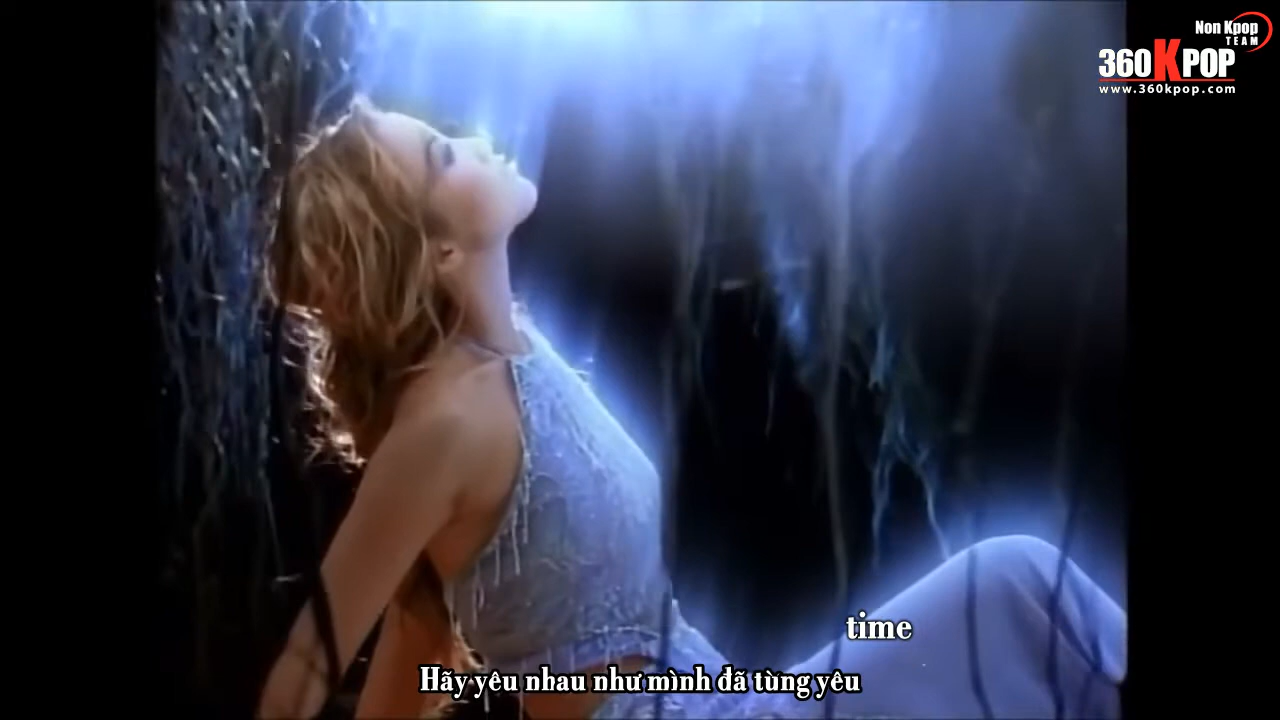 Non Kpop
TEAM
360KPOP
www.360kpop.com
time
Hãy yêu nhau như mình đã từng yêu